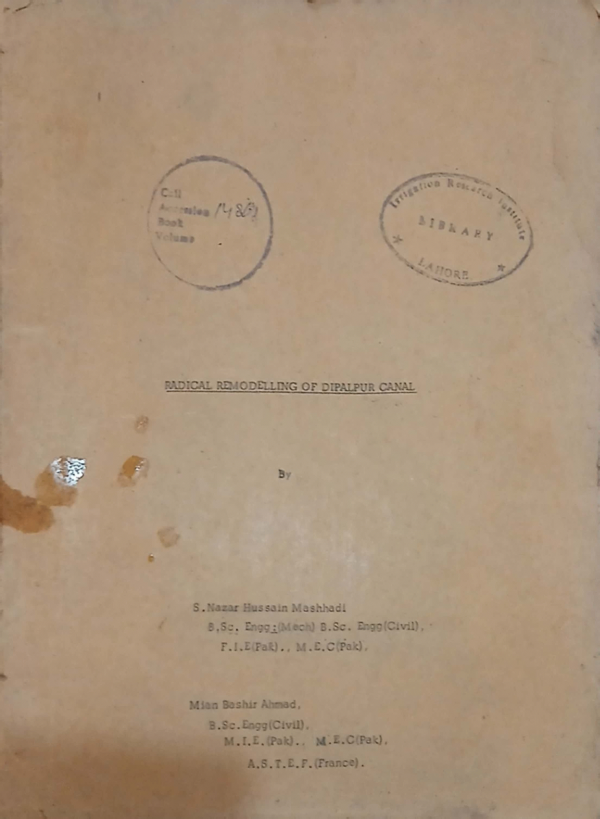 Call
Accession
Book
Volume
Irrigation Research Institute
LIBRARY
LAHORE
RADICAL REMODELLING OF DIPALPUR CANAL
By
S.Nazar Hussain Mashhadi
B.Sc. Engg:(Mech) B.Sc. Engg(Civil),
F.I.E(Pak)., M.E.C(Pak),
Mian Bashir Ahmad,
B.Sc.Engg(Civil),
M.I.E.(Pak)., M.E.C(Pak),
A.S.T.E.F.(France).